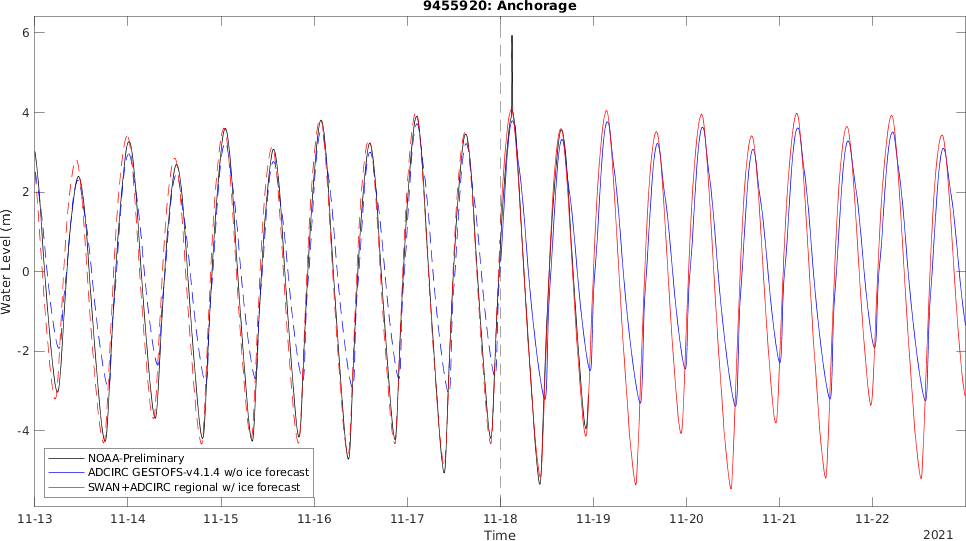 9455920: Anchorage
6
4
2
0
-2
-4
Water Level (m)
NOAA-Preliminary
ADCIRC GESTOFS-v4.1.4 w/o ice forecast
SWAN+ADCIRC regional w/ ice forecast
11-13 11-14 11-15 11-16 11-17 11-18 11-19 11-20 11-21 11-22
Time
2021